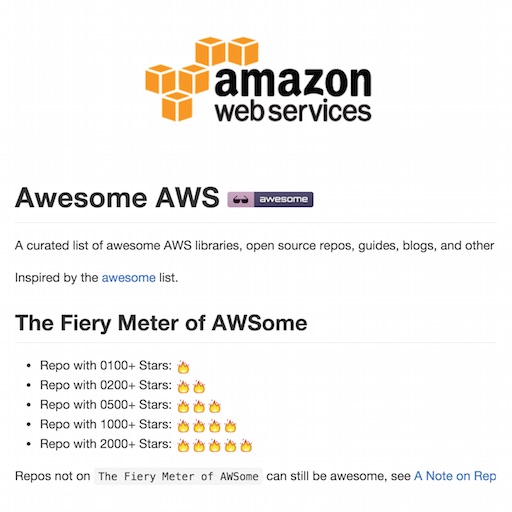 amazon
web services
Awesome AWS awesome
A curated list of awesome AWS libraries, open source repos, guides, blogs, and other
Inspired by the awesome list.
The Fiery Meter of AWSome
• Repo with 0100+ Stars: 🔥
• Repo with 0200+ Stars: 🔥🔥
• Repo with 0500+ Stars: 🔥🔥🔥
• Repo with 1000+ Stars: 🔥🔥🔥🔥
• Repo with 2000+ Stars: 🔥🔥🔥🔥🔥
Repos not on The Fiery Meter of AWSome can still be awesome, see A Note on Rep